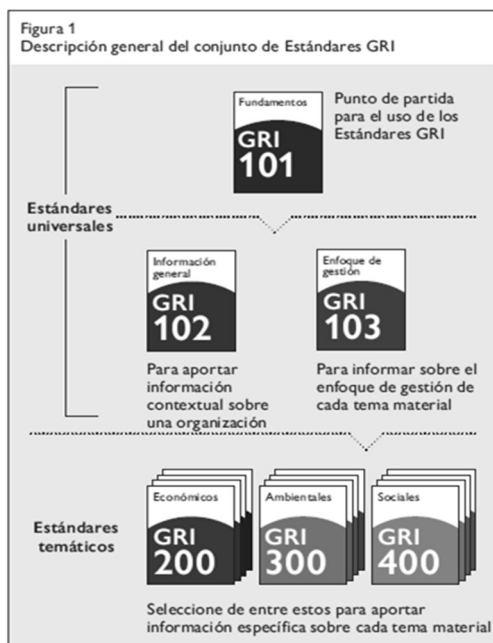 Figura 1
Descripción general del conjunto de Estándares GRI
Fundamentos
GRI
101
Punto de partida
para el uso de los
Estándares GRI
Estándares
universales
Información
general
GRI
102
Enfoque de
gestión
GRI
103
Para aportar
información
contextual sobre
una organización
Para informar sobre el
enfoque de gestión de
cada tema material
Estándares
temáticos
Económicos
GRI
200
Ambientales
GRI
300
Sociales
GRI
400
Seleccione de entre estos para aportar
información específica sobre cada tema material